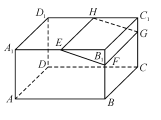 D₁ H C₁
G
A₁ E B₁
D F C
A B